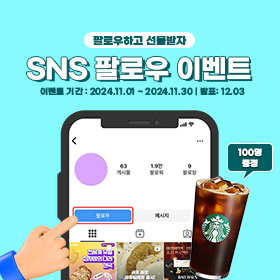 팔로우하고 선물받자
SNS 팔로우 이벤트
이벤트 기간 : 2024.11.01 ~ 2024.11.30 | 발표: 12.03
100명
증정
63 1.9만 9
게시물 팔로워 팔로잉
팔로우 메시지